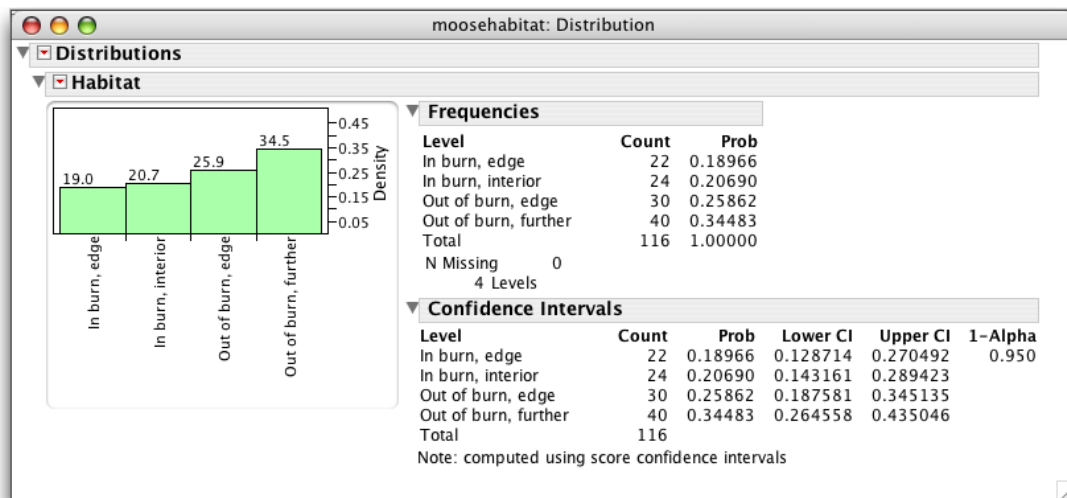 moosehabitat: Distribution
Distributions
Habitat
19.0 20.7 25.9 34.5
0.45
0.35
0.25
0.15
0.05
Density
In burn, edge
In burn, interior
Out of burn, edge
Out of burn, further
Frequencies
Level Count Prob
In burn, edge 22 0.18966
In burn, interior 24 0.20690
Out of burn, edge 30 0.25862
Out of burn, further 40 0.34483
Total 116 1.00000
N Missing 0
4 Levels
Confidence Intervals
Level Count Prob Lower CI Upper CI 1-Alpha
In burn, edge 22 0.18966 0.128714 0.270492 0.950
In burn, interior 24 0.20690 0.143161 0.289423
Out of burn, edge 30 0.25862 0.187581 0.345135
Out of burn, further 40 0.34483 0.264558 0.435046
Total 116
Note: computed using score confidence intervals